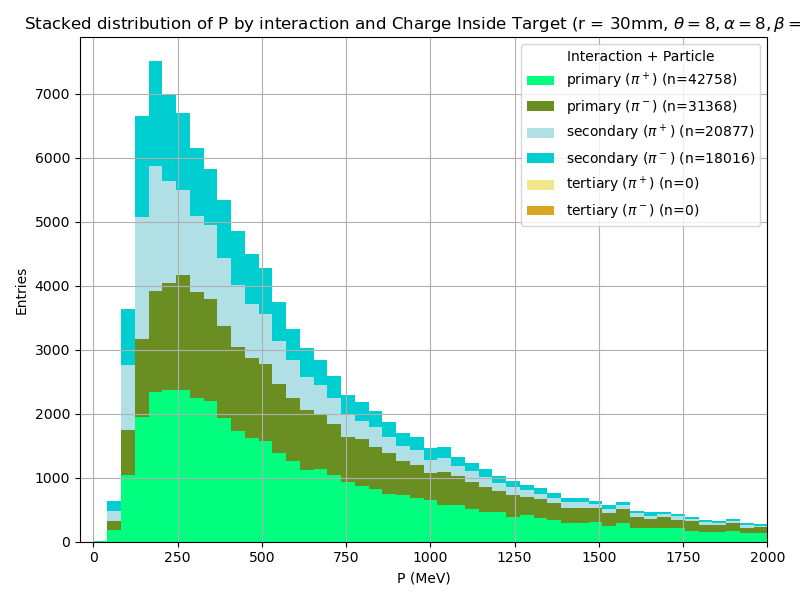 Stacked distribution of P by interaction and Charge Inside Target (r = 30mm, θ = 8, α = 8, β =
Interaction + Particle
primary (π⁺) (n=42758)
primary (π⁻) (n=31368)
secondary (π⁺) (n=20877)
secondary (π⁻) (n=18016)
tertiary (π⁺) (n=0)
tertiary (π⁻) (n=0)
Entries
7000
6000
5000
4000
3000
2000
1000
0
0 250 500 750 1000 1250 1500 1750 2000
P (MeV)